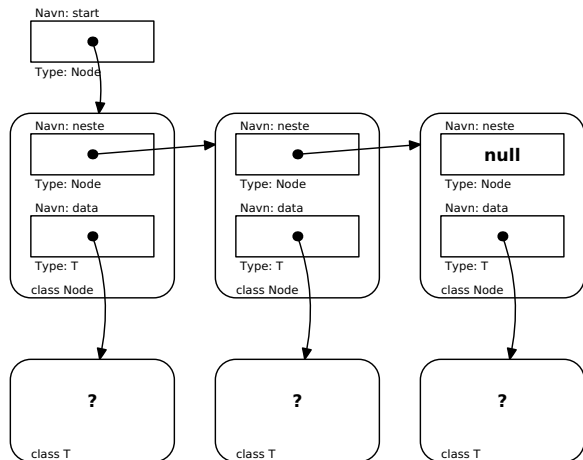 Navn: start
Type: Node
Navn: neste
Type: Node
Navn: data
Type: T
class Node
Navn: neste
Type: Node
Navn: data
Type: T
class Node
Navn: neste
null
Type: Node
Navn: data
Type: T
class Node
?
class T
?
class T
?
class T